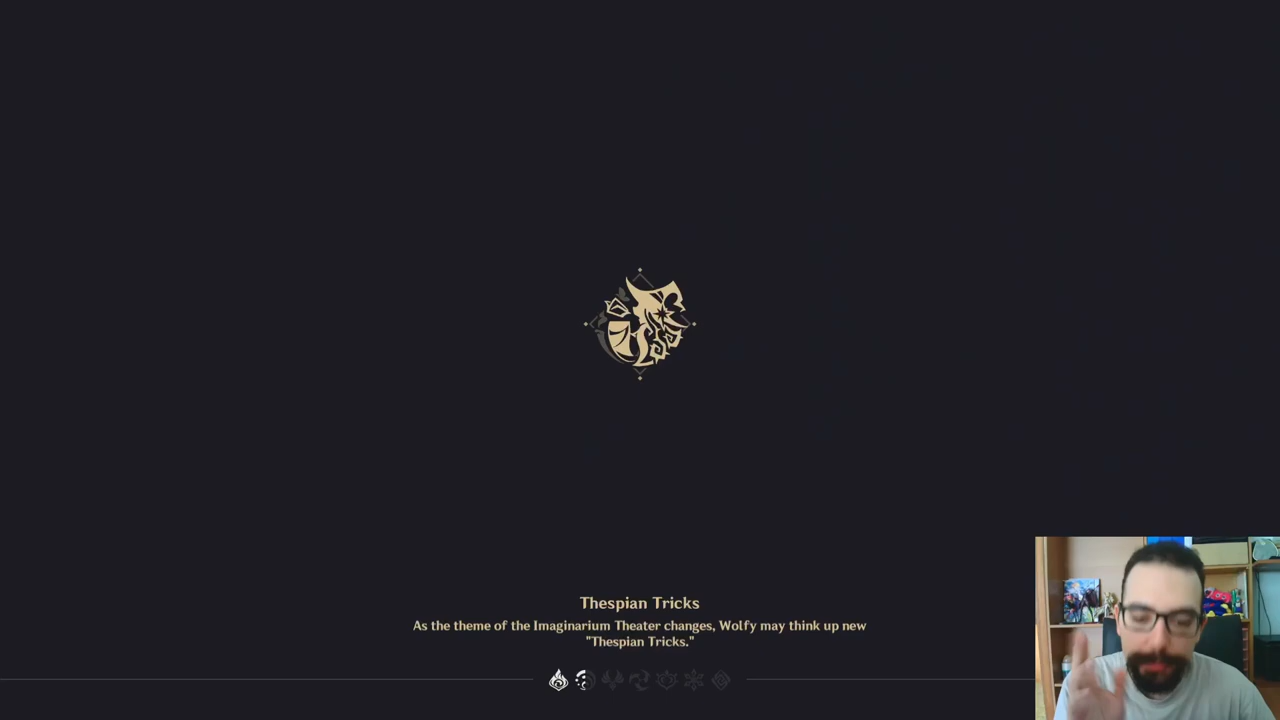 Thespian Tricks
As the theme of the Imaginarium Theater changes, Wolfy may think up new
"Thespian Tricks."